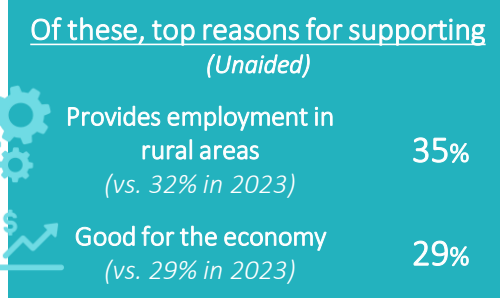 Of these, top reasons for supporting
(Unaided)
Provides employment in
rural areas
35%
(vs. 32% in 2023)
$
Good for the economy
29%
(vs. 29% in 2023)